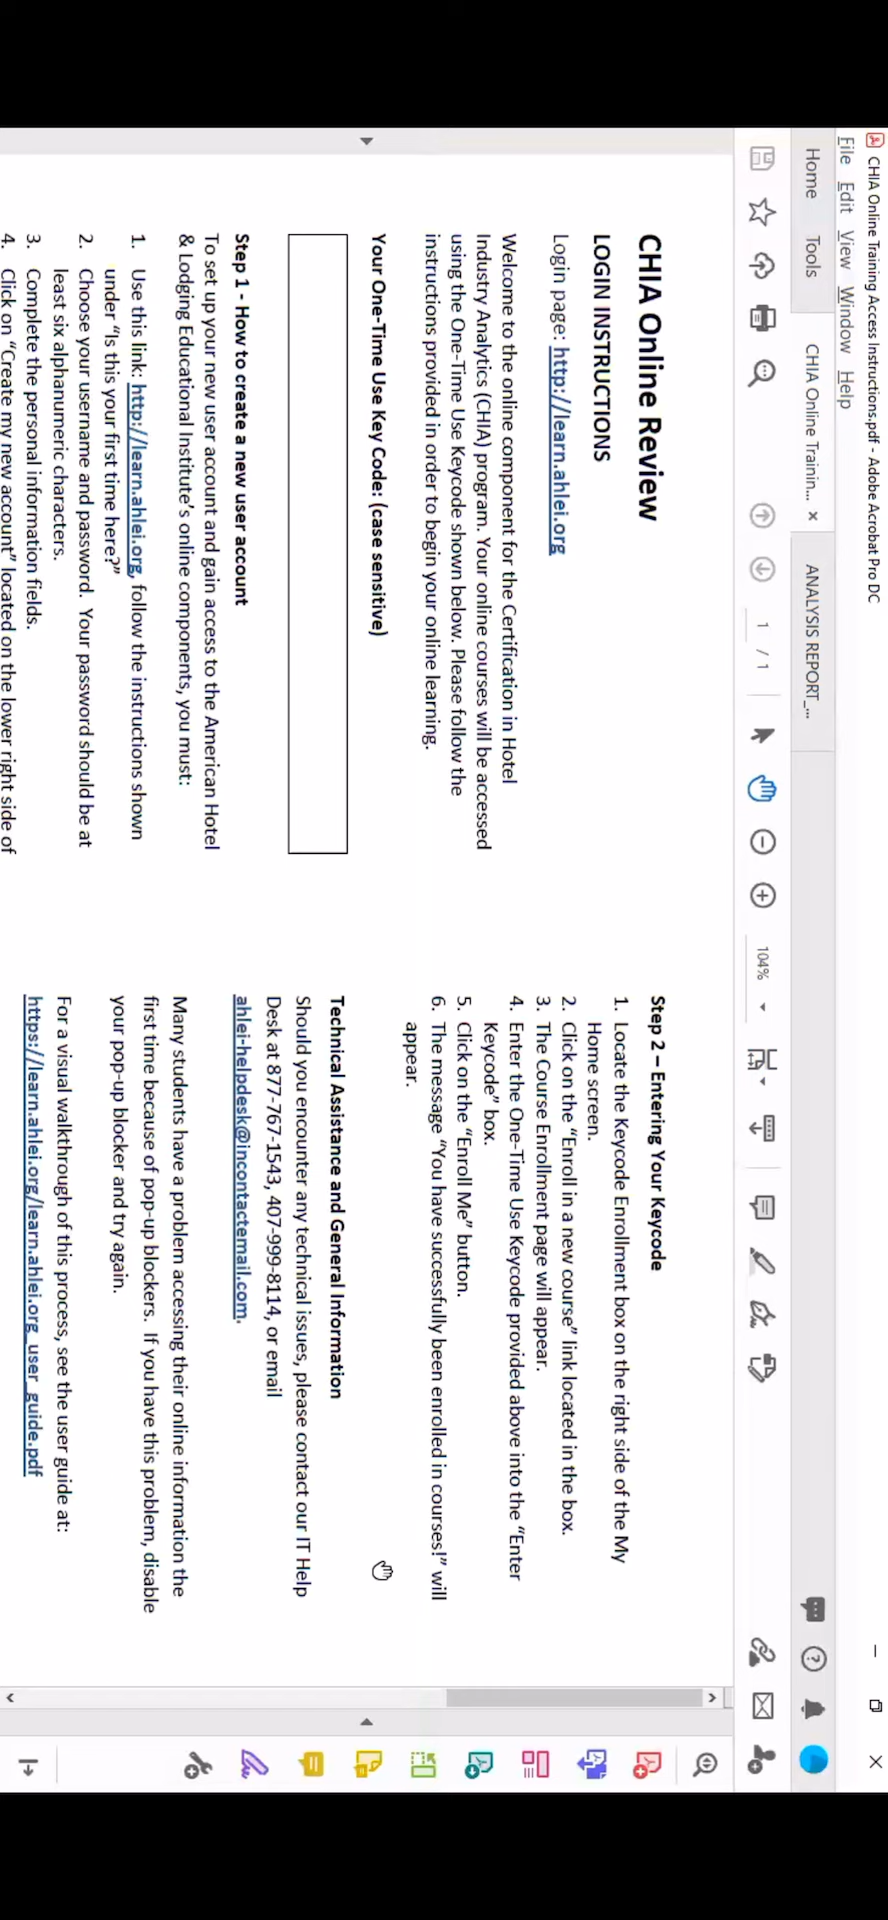 CHIA Online Training Access Instructions.pdf - Adobe Acrobat Pro DC
File Edit View Window Help
Home Tools CHIA Online Trainin... × ANALYSIS REPORT_...
1 / 1 104%
CHIA Online Review
LOGIN INSTRUCTIONS
Login page: http://learn.ahlei.org
Welcome to the online component for the Certification in Hotel
Industry Analytics (CHIA) program. Your online courses will be accessed
using the One-Time Use Keycode shown below. Please follow the
instructions provided in order to begin your online learning.
Your One-Time Use Key Code: (case sensitive)
Step 1 - How to create a new user account
To set up your new user account and gain access to the American Hotel
& Lodging Educational Institute's online components, you must:
1. Use this link: http://learn.ahlei.org, follow the instructions shown
under "Is this your first time here?"
2. Choose your username and password. Your password should be at
least six alphanumeric characters.
3. Complete the personal information fields.
4. Click on "Create my new account" located on the lower right side of
Step 2 – Entering Your Keycode
1. Locate the Keycode Enrollment box on the right side of the My
Home screen.
2. Click on the "Enroll in a new course" link located in the box.
3. The Course Enrollment page will appear.
4. Enter the One-Time Use Keycode provided above into the "Enter
Keycode" box.
5. Click on the "Enroll Me" button.
6. The message "You have successfully been enrolled in courses!" will
appear.
Technical Assistance and General Information
Should you encounter any technical issues, please contact our IT Help
Desk at 877-767-1543, 407-999-8114, or email
ahlei-helpdesk@incontactemail.com.
Many students have a problem accessing their online information the
first time because of pop-up blockers. If you have this problem, disable
your pop-up blocker and try again.
For a visual walkthrough of this process, see the user guide at:
https://learn.ahlei.org/learn.ahlei.org_user_guide.pdf